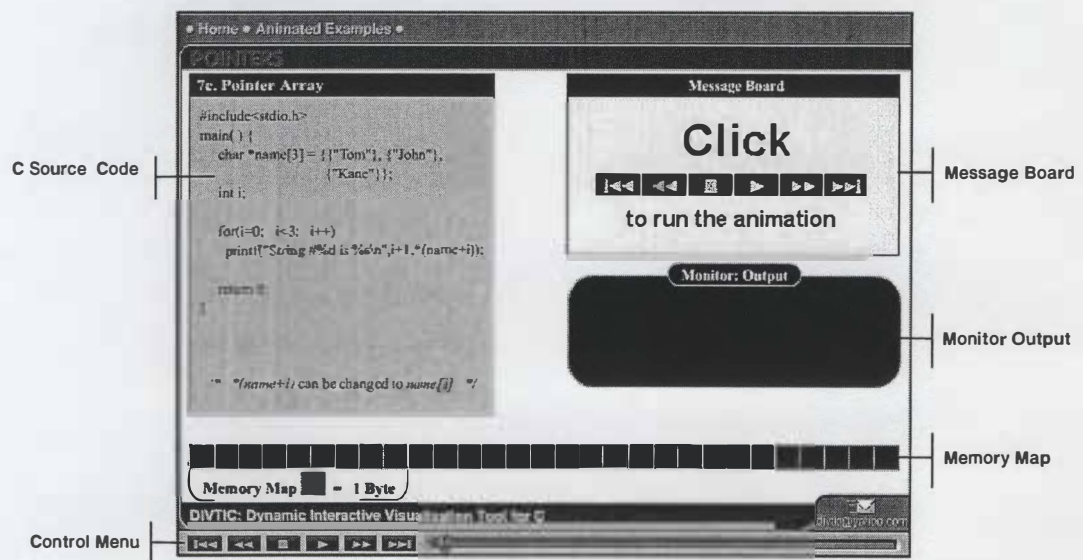 • Home • Animated Examples •
POINTERS
7c. Pointer Array
#include<stdio.h>
main( ) {
char *name[3] = {{"Tom"}, {"John"},
{"Kane"}};
int i;
for(i=0; i<3; i++)
printf("String #%d is %s\n",i+1,*(name+i));
return 0;
}
/* *(name+i) can be changed to name[i] */
Message Board
Click
to run the animation
Monitor: Output
Memory Map = 1 Byte
DIVTIC: Dynamic Interactive Visualization Tool for C
divtic@yahoo.com
C Source Code
Message Board
Monitor Output
Memory Map
Control Menu